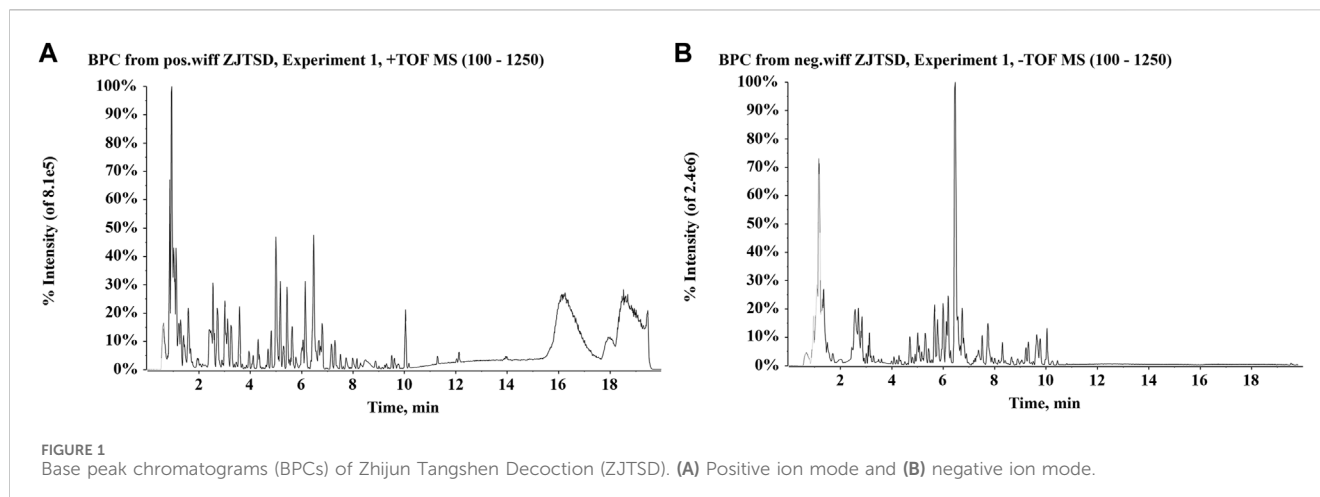 A
BPC from pos.wiff ZJTSD, Experiment 1, +TOF MS (100 - 1250)
% Intensity (of 8.1e5)
100%
90%
80%
70%
60%
50%
40%
30%
20%
10%
0%
2 4 6 8 10 12 14 16 18
Time, min
B
BPC from neg.wiff ZJTSD, Experiment 1, -TOF MS (100 - 1250)
% Intensity (of 2.4e6)
100%
90%
80%
70%
60%
50%
40%
30%
20%
10%
0%
2 4 6 8 10 12 14 16 18
Time, min
FIGURE 1
Base peak chromatograms (BPCs) of Zhijun Tangshen Decoction (ZJTSD). (A) Positive ion mode and (B) negative ion mode.